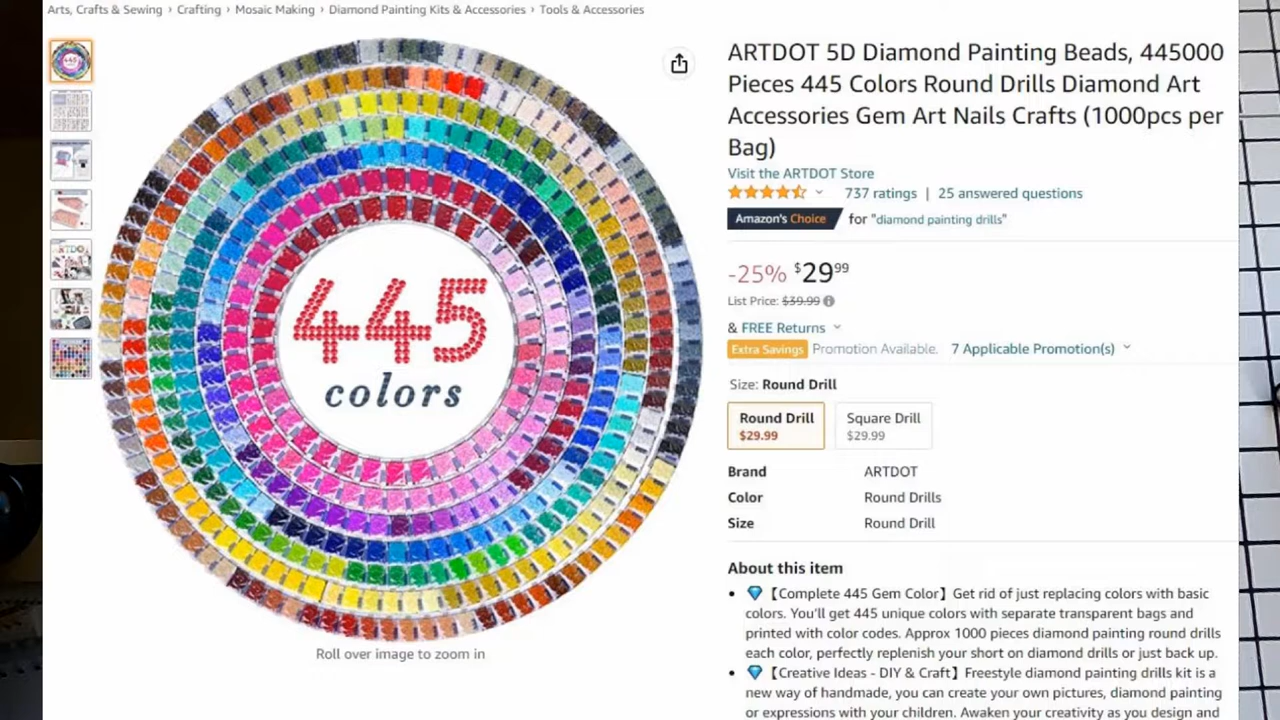 Arts, Crafts & Sewing › Crafting › Mosaic Making › Diamond Painting Kits & Accessories › Tools & Accessories
ARTDOT 5D Diamond Painting Beads, 445000
Pieces 445 Colors Round Drills Diamond Art
Accessories Gem Art Nails Crafts (1000pcs per
Bag)
Visit the ARTDOT Store
737 ratings | 25 answered questions
Amazon's Choice for "diamond painting drills"
-25% $29.99
List Price: $39.99
& FREE Returns
Extra Savings Promotion Available. 7 Applicable Promotion(s)
Size: Round Drill
Round Drill Square Drill
$29.99 $29.99
Brand ARTDOT
Color Round Drills
Size Round Drill
About this item
• 💎【Complete 445 Gem Color】Get rid of just replacing colors with basic
colors. You'll get 445 unique colors with separate transparent bags and
printed with color codes. Approx 1000 pieces diamond painting round drills
each color, perfectly replenish your short on diamond drills or just back up.
• 💎【Creative Ideas - DIY & Craft】Freestyle diamond painting drills kit is a
new way of handmade, you can create your own pictures, diamond painting
or expressions with your children. Awaken your creativity as you design and
445
colors
Roll over image to zoom in